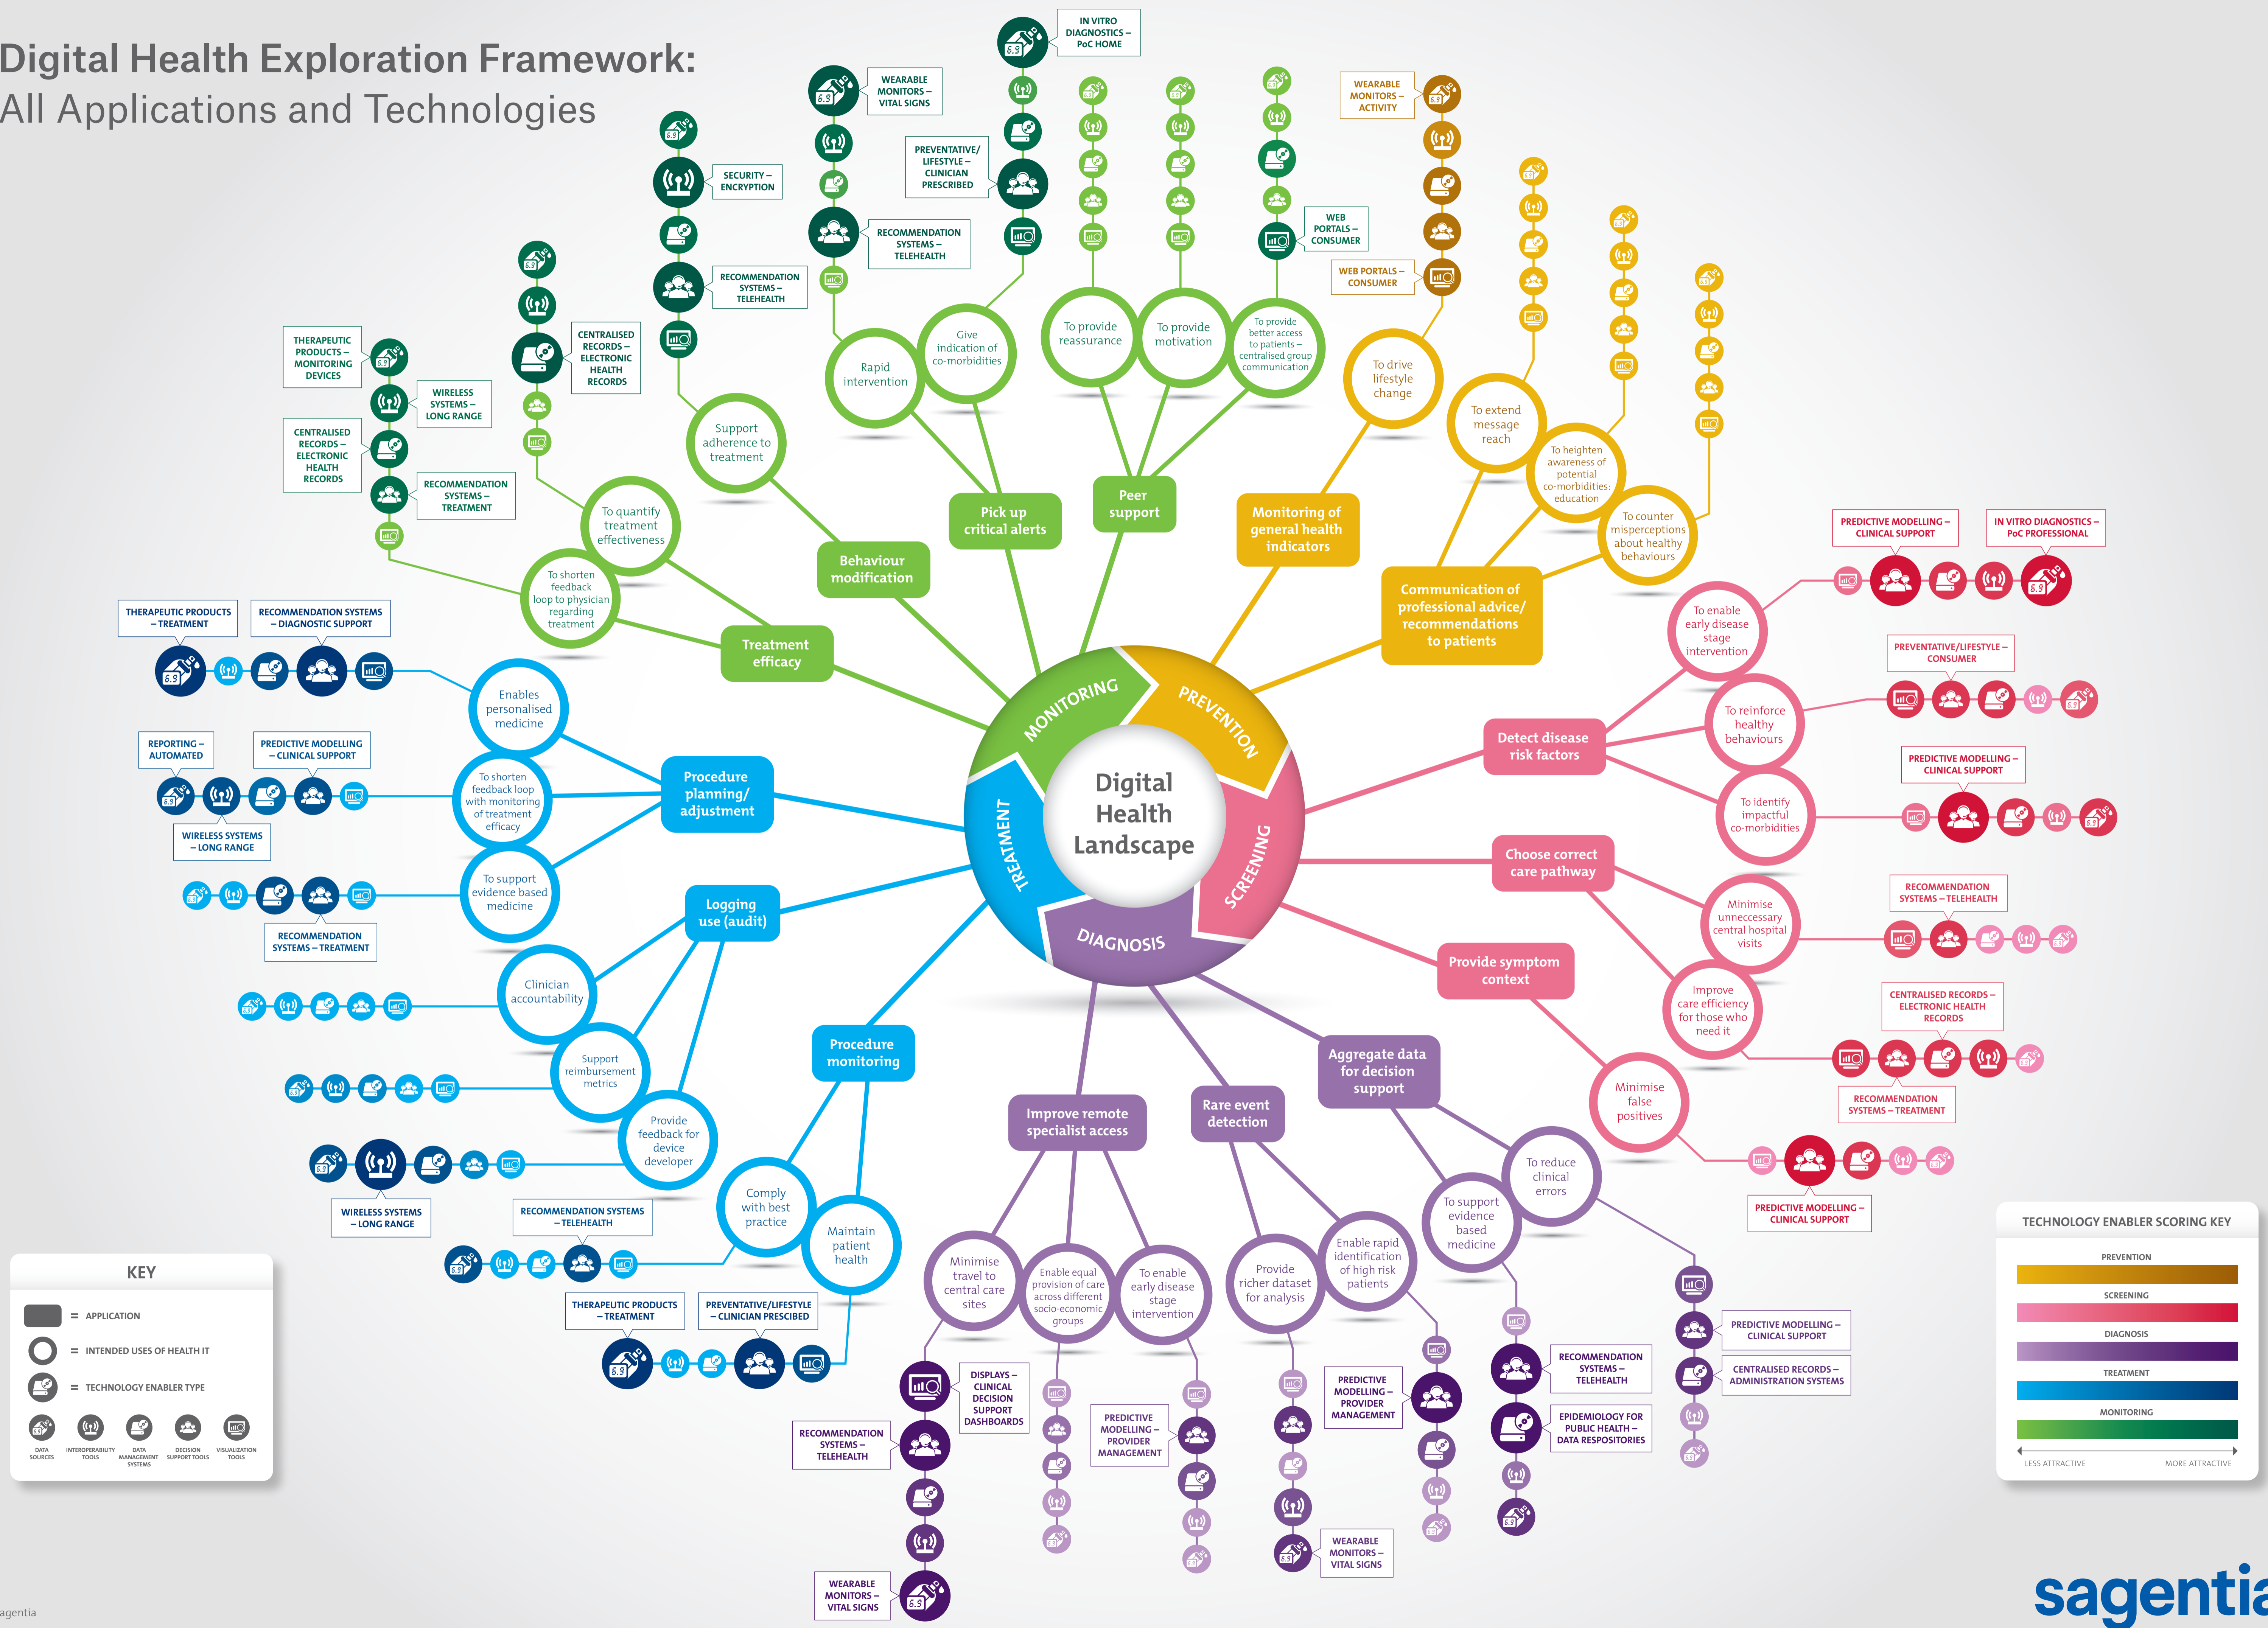 Digital Health Exploration Framework:
All Applications and Technologies
IN VITRO
DIAGNOSTICS –
PoC HOME
WEARABLE
MONITORS –
VITAL SIGNS
PREVENTATIVE/
LIFESTYLE –
CLINICIAN
PRESCRIBED
SECURITY –
ENCRYPTION
RECOMMENDATION
SYSTEMS –
TELEHEALTH
RECOMMENDATION
SYSTEMS –
TELEHEALTH
WEB
PORTALS –
CONSUMER
WEARABLE
MONITORS –
ACTIVITY
WEB PORTALS –
CONSUMER
THERAPEUTIC
PRODUCTS –
MONITORING
DEVICES
WIRELESS
SYSTEMS –
LONG RANGE
CENTRALISED
RECORDS –
ELECTRONIC
HEALTH
RECORDS
RECOMMENDATION
SYSTEMS –
TREATMENT
CENTRALISED
RECORDS –
ELECTRONIC
HEALTH
RECORDS
Rapid
intervention
Give
indication of
co-morbidities
To provide
reassurance
To provide
motivation
To provide
better access
to patients –
centralised group
communication
To drive
lifestyle
change
To extend
message
reach
To heighten
awareness of
potential
co-morbidities:
education
To counter
misperceptions
about healthy
behaviours
Support
adherence to
treatment
To quantify
treatment
effectiveness
To shorten
feedback
loop to physician
regarding
treatment
Treatment
efficacy
Behaviour
modification
Pick up
critical alerts
Peer
support
Monitoring of
general health
indicators
Communication of
professional advice/
recommendations
to patients
MONITORING
PREVENTION
SCREENING
DIAGNOSIS
TREATMENT
Digital
Health
Landscape
PREDICTIVE MODELLING –
CLINICAL SUPPORT
IN VITRO DIAGNOSTICS –
PoC PROFESSIONAL
To enable
early disease
stage
intervention
PREVENTATIVE/LIFESTYLE –
CONSUMER
To reinforce
healthy
behaviours
Detect disease
risk factors
PREDICTIVE MODELLING –
CLINICAL SUPPORT
To identify
impactful
co-morbidities
Choose correct
care pathway
RECOMMENDATION
SYSTEMS – TELEHEALTH
Minimise
unneccessary
central hospital
visits
Provide symptom
context
Improve
care efficiency
for those who
need it
CENTRALISED RECORDS –
ELECTRONIC HEALTH
RECORDS
RECOMMENDATION
SYSTEMS – TREATMENT
Minimise
false
positives
PREDICTIVE MODELLING –
CLINICAL SUPPORT
THERAPEUTIC PRODUCTS
– TREATMENT
RECOMMENDATION SYSTEMS
– DIAGNOSTIC SUPPORT
Enables
personalised
medicine
REPORTING –
AUTOMATED
PREDICTIVE MODELLING
– CLINICAL SUPPORT
WIRELESS SYSTEMS
– LONG RANGE
To shorten
feedback loop
with monitoring
of treatment
efficacy
Procedure
planning/
adjustment
To support
evidence based
medicine
RECOMMENDATION
SYSTEMS – TREATMENT
Logging
use (audit)
Clinician
accountability
Support
reimbursement
metrics
Provide
feedback for
device
developer
WIRELESS SYSTEMS
– LONG RANGE
Procedure
monitoring
RECOMMENDATION SYSTEMS
– TELEHEALTH
Comply
with best
practice
Maintain
patient
health
THERAPEUTIC PRODUCTS
– TREATMENT
PREVENTATIVE/LIFESTYLE
– CLINICIAN PRESCIBED
Improve remote
specialist access
Rare event
detection
Aggregate data
for decision
support
Minimise
travel to
central care
sites
Enable equal
provision of care
across different
socio-economic
groups
To enable
early disease
stage
intervention
Provide
richer dataset
for analysis
Enable rapid
identification
of high risk
patients
To support
evidence
based
medicine
To reduce
clinical
errors
DISPLAYS –
CLINICAL
DECISION
SUPPORT
DASHBOARDS
RECOMMENDATION
SYSTEMS –
TELEHEALTH
WEARABLE
MONITORS –
VITAL SIGNS
PREDICTIVE
MODELLING –
PROVIDER
MANAGEMENT
WEARABLE
MONITORS –
VITAL SIGNS
PREDICTIVE
MODELLING –
PROVIDER
MANAGEMENT
RECOMMENDATION
SYSTEMS –
TELEHEALTH
EPIDEMIOLOGY FOR
PUBLIC HEALTH –
DATA RESPOSITORIES
PREDICTIVE MODELLING –
CLINICAL SUPPORT
CENTRALISED RECORDS –
ADMINISTRATION SYSTEMS
KEY
= APPLICATION
= INTENDED USES OF HEALTH IT
= TECHNOLOGY ENABLER TYPE
DATA
SOURCES
INTEROPERABILITY
TOOLS
DATA
MANAGEMENT
SYSTEMS
DECISION
SUPPORT TOOLS
VISUALIZATION
TOOLS
TECHNOLOGY ENABLER SCORING KEY
PREVENTION
SCREENING
DIAGNOSIS
TREATMENT
MONITORING
LESS ATTRACTIVE
MORE ATTRACTIVE
agentia
sagentia